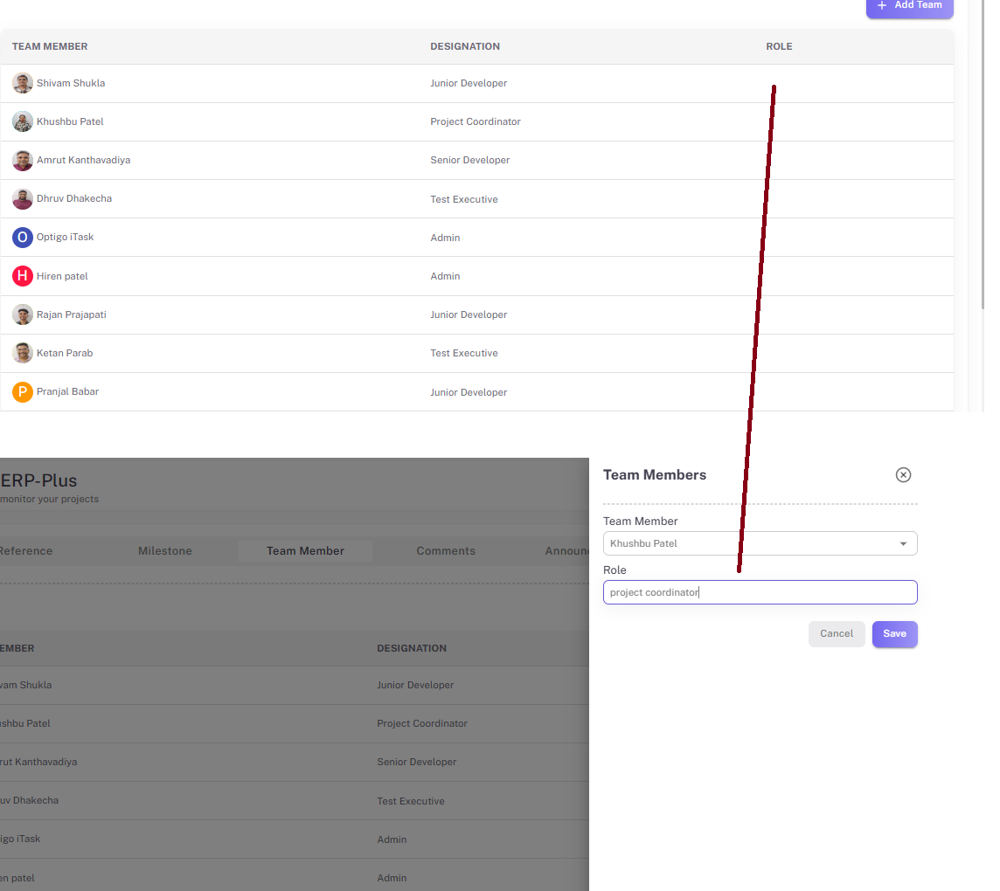 + Add Team
TEAM MEMBER DESIGNATION ROLE
Shivam Shukla Junior Developer
Khushbu Patel Project Coordinator
Amrut Kanthavadiya Senior Developer
Dhruv Dhakecha Test Executive
O Optigo iTask Admin
H Hiren patel Admin
Rajan Prajapati Junior Developer
Ketan Parab Test Executive
P Pranjal Babar Junior Developer
ERP-Plus
monitor your projects
Reference Milestone Team Member Comments Announ
EMBER DESIGNATION
vam Shukla Junior Developer
shbu Patel Project Coordinator
rut Kanthavadiya Senior Developer
uv Dhakecha Test Executive
igo iTask Admin
en patel Admin
Team Members
Team Member
Khushbu Patel
Role
project coordinator
Cancel Save